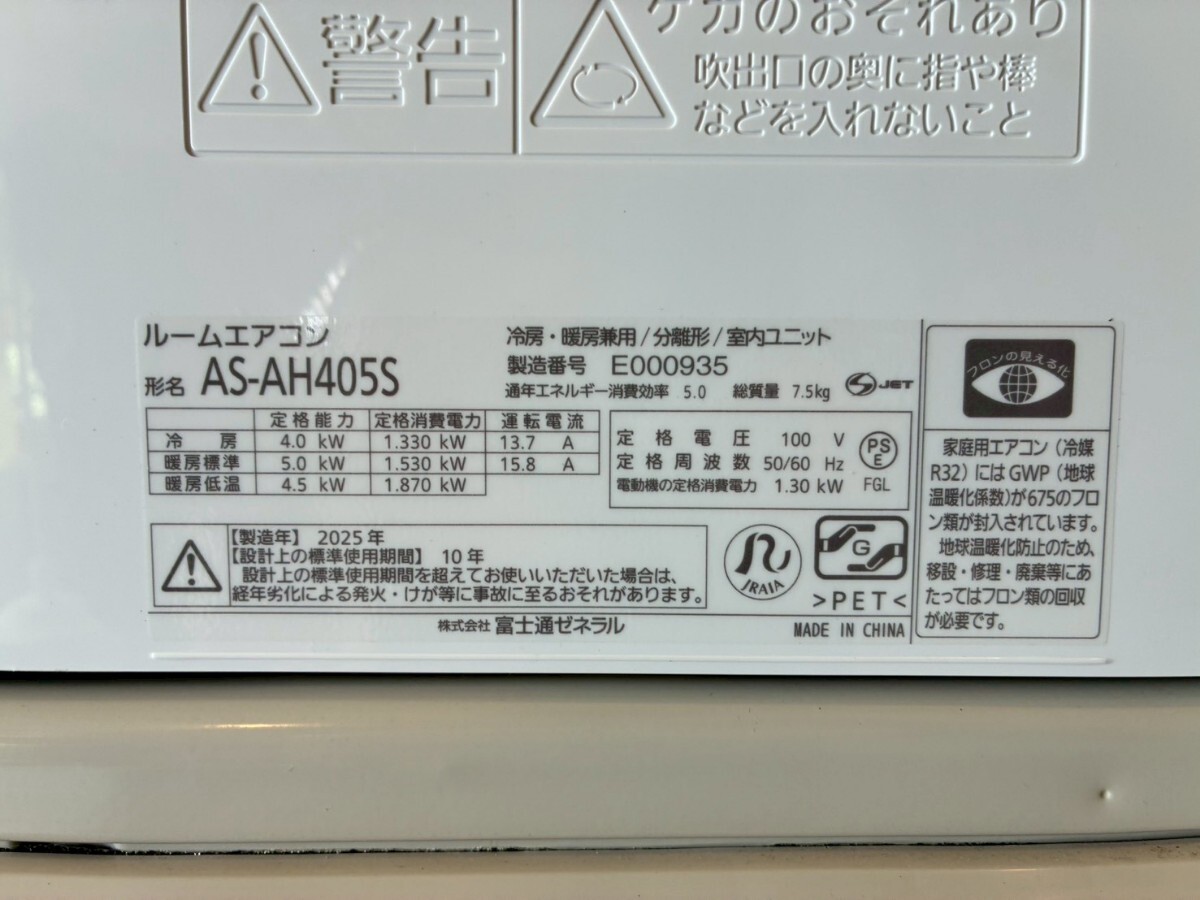 警告
ケガのおそれあり
吹出口の奥に指や棒
などを入れないこと
ルームエアコン
形名 AS-AH405S
冷房・暖房兼用/分離形/室内ユニット
製造番号 E000935
通年エネルギー消費効率 5.0 総質量 7.5kg
S JET
定格能力 定格消費電力 運転電流
冷房 4.0 kW 1.330 kW 13.7 A
暖房標準 5.0 kW 1.530 kW 15.8 A
暖房低温 4.5 kW 1.870 kW
定格電圧 100 V
定格周波数 50/60 Hz
電動機の定格消費電力 1.30 kW
PS
E
FGL
【製造年】 2025年
【設計上の標準使用期間】 10年
設計上の標準使用期間を超えてお使いいただいた場合は、
経年劣化による発火・けが等に事故に至るおそれがあります。
JRAIA
G
>PET<
株式会社 富士通ゼネラル
MADE IN CHINA
フロンの見える化
家庭用エアコン(冷媒
R32)にはGWP(地球
温暖化係数)が675のフロ
ン類が封入されています。
地球温暖化防止のため、
移設・修理・廃棄等にあ
たってはフロン類の回収
が必要です。